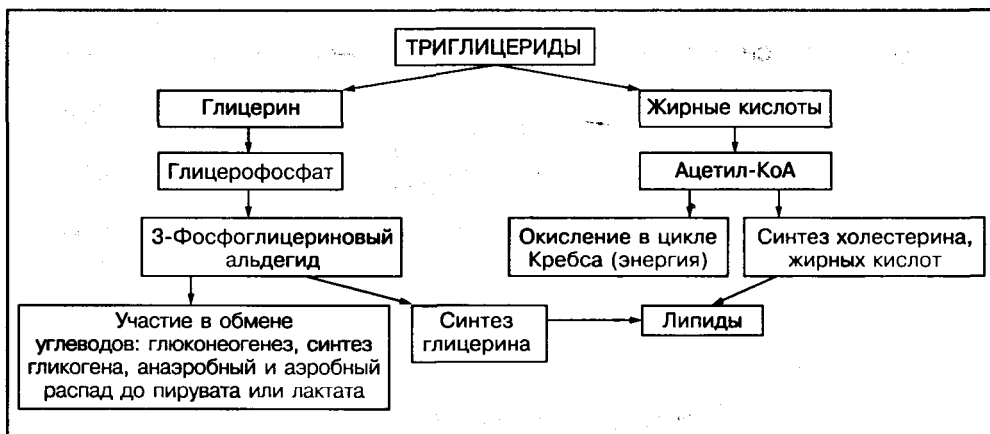 ТРИГЛИЦЕРИДЫ
Глицерин
Жирные кислоты
Глицерофосфат
Ацетил-КоА
3-Фосфоглицериновый
альдегид
Окисление в цикле
Кребса (энергия)
Синтез холестерина,
жирных кислот
Участие в обмене
углеводов: глюконеогенез, синтез
гликогена, анаэробный и аэробный
распад до пирувата или лактата
Синтез
глицерина
Липиды